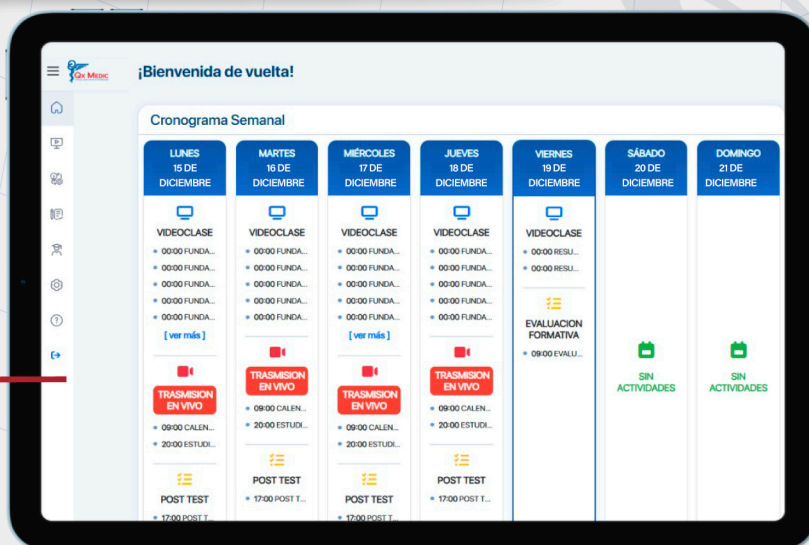 Qx Medic
¡Bienvenida de vuelta!
Cronograma Semanal
LUNES
15 DE
DICIEMBRE
VIDEOCLASE
00:00 FUNDA...
00:00 FUNDA...
00:00 FUNDA...
00:00 FUNDA...
00:00 FUNDA...
[ ver más ]
TRASMISION
EN VIVO
09:00 CALEN...
20:00 ESTUDI...
POST TEST
17:00 POST T...
MARTES
16 DE
DICIEMBRE
VIDEOCLASE
00:00 FUNDA...
00:00 FUNDA...
00:00 FUNDA...
00:00 FUNDA...
00:00 FUNDA...
TRASMISION
EN VIVO
09:00 CALEN...
20:00 ESTUDI...
POST TEST
17:00 POST T...
MIÉRCOLES
17 DE
DICIEMBRE
VIDEOCLASE
00:00 FUNDA...
00:00 FUNDA...
00:00 FUNDA...
00:00 FUNDA...
00:00 FUNDA...
[ ver más ]
TRASMISION
EN VIVO
09:00 CALEN...
20:00 ESTUDI...
POST TEST
17:00 POST T...
JUEVES
18 DE
DICIEMBRE
VIDEOCLASE
00:00 FUNDA...
00:00 FUNDA...
00:00 FUNDA...
00:00 FUNDA...
00:00 FUNDA...
TRASMISION
EN VIVO
09:00 CALEN...
20:00 ESTUDI...
POST TEST
17:00 POST T...
VIERNES
19 DE
DICIEMBRE
VIDEOCLASE
00:00 RESU...
00:00 RESU...
EVALUACION
FORMATIVA
09:00 EVALU...
SÁBADO
20 DE
DICIEMBRE
SIN
ACTIVIDADES
DOMINGO
21 DE
DICIEMBRE
SIN
ACTIVIDADES